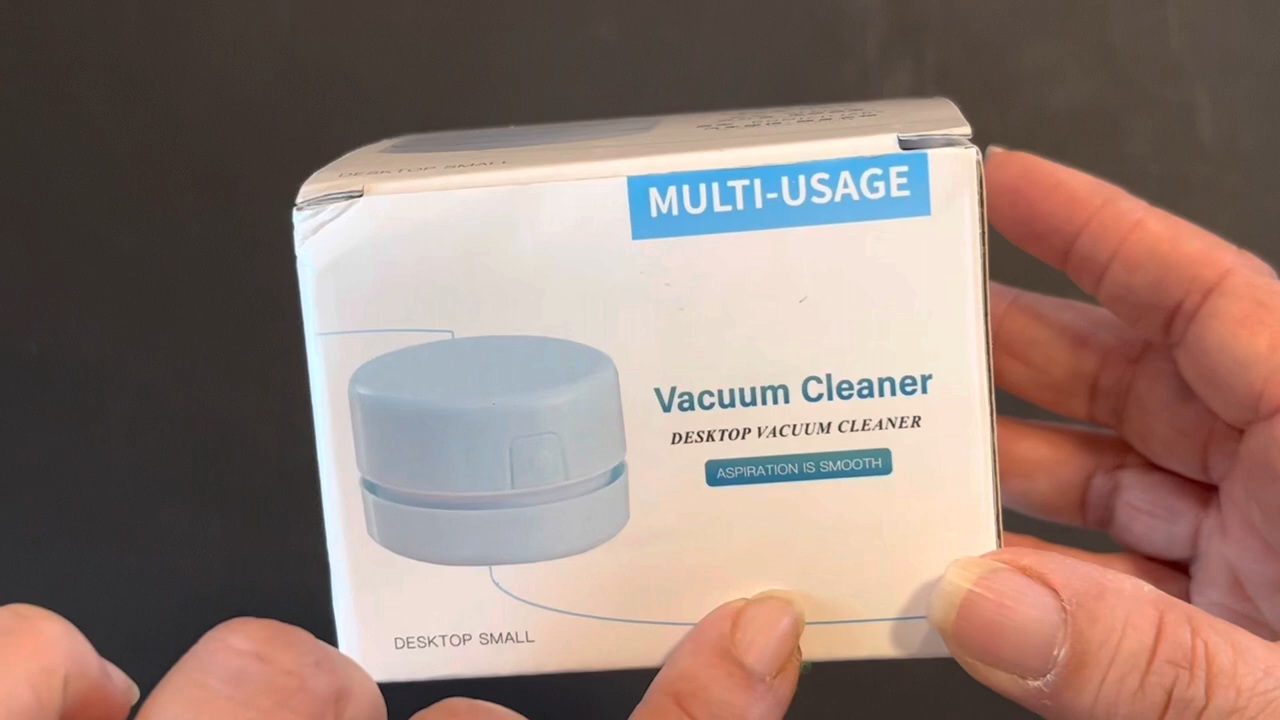 DESKTOP SMALL
MULTI-USAGE
Vacuum Cleaner
DESKTOP VACUUM CLEANER
ASPIRATION IS SMOOTH
DESKTOP SMALL